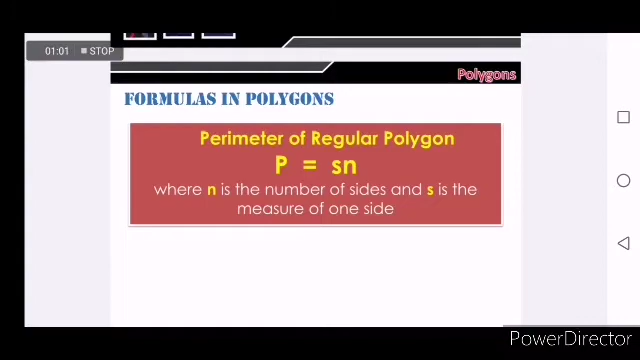 01:01 STOP
Polygons
FORMULAS IN POLYGONS
Perimeter of Regular Polygon
P = sn
where n is the number of sides and s is the
measure of one side
PowerDirector